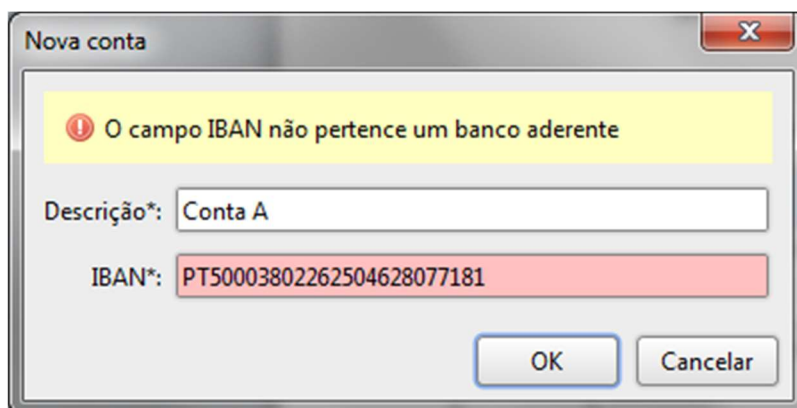 Nova conta
O campo IBAN não pertence um banco aderente
Descrição*: Conta A
IBAN*: PT50003802262504628077181
OK Cancelar